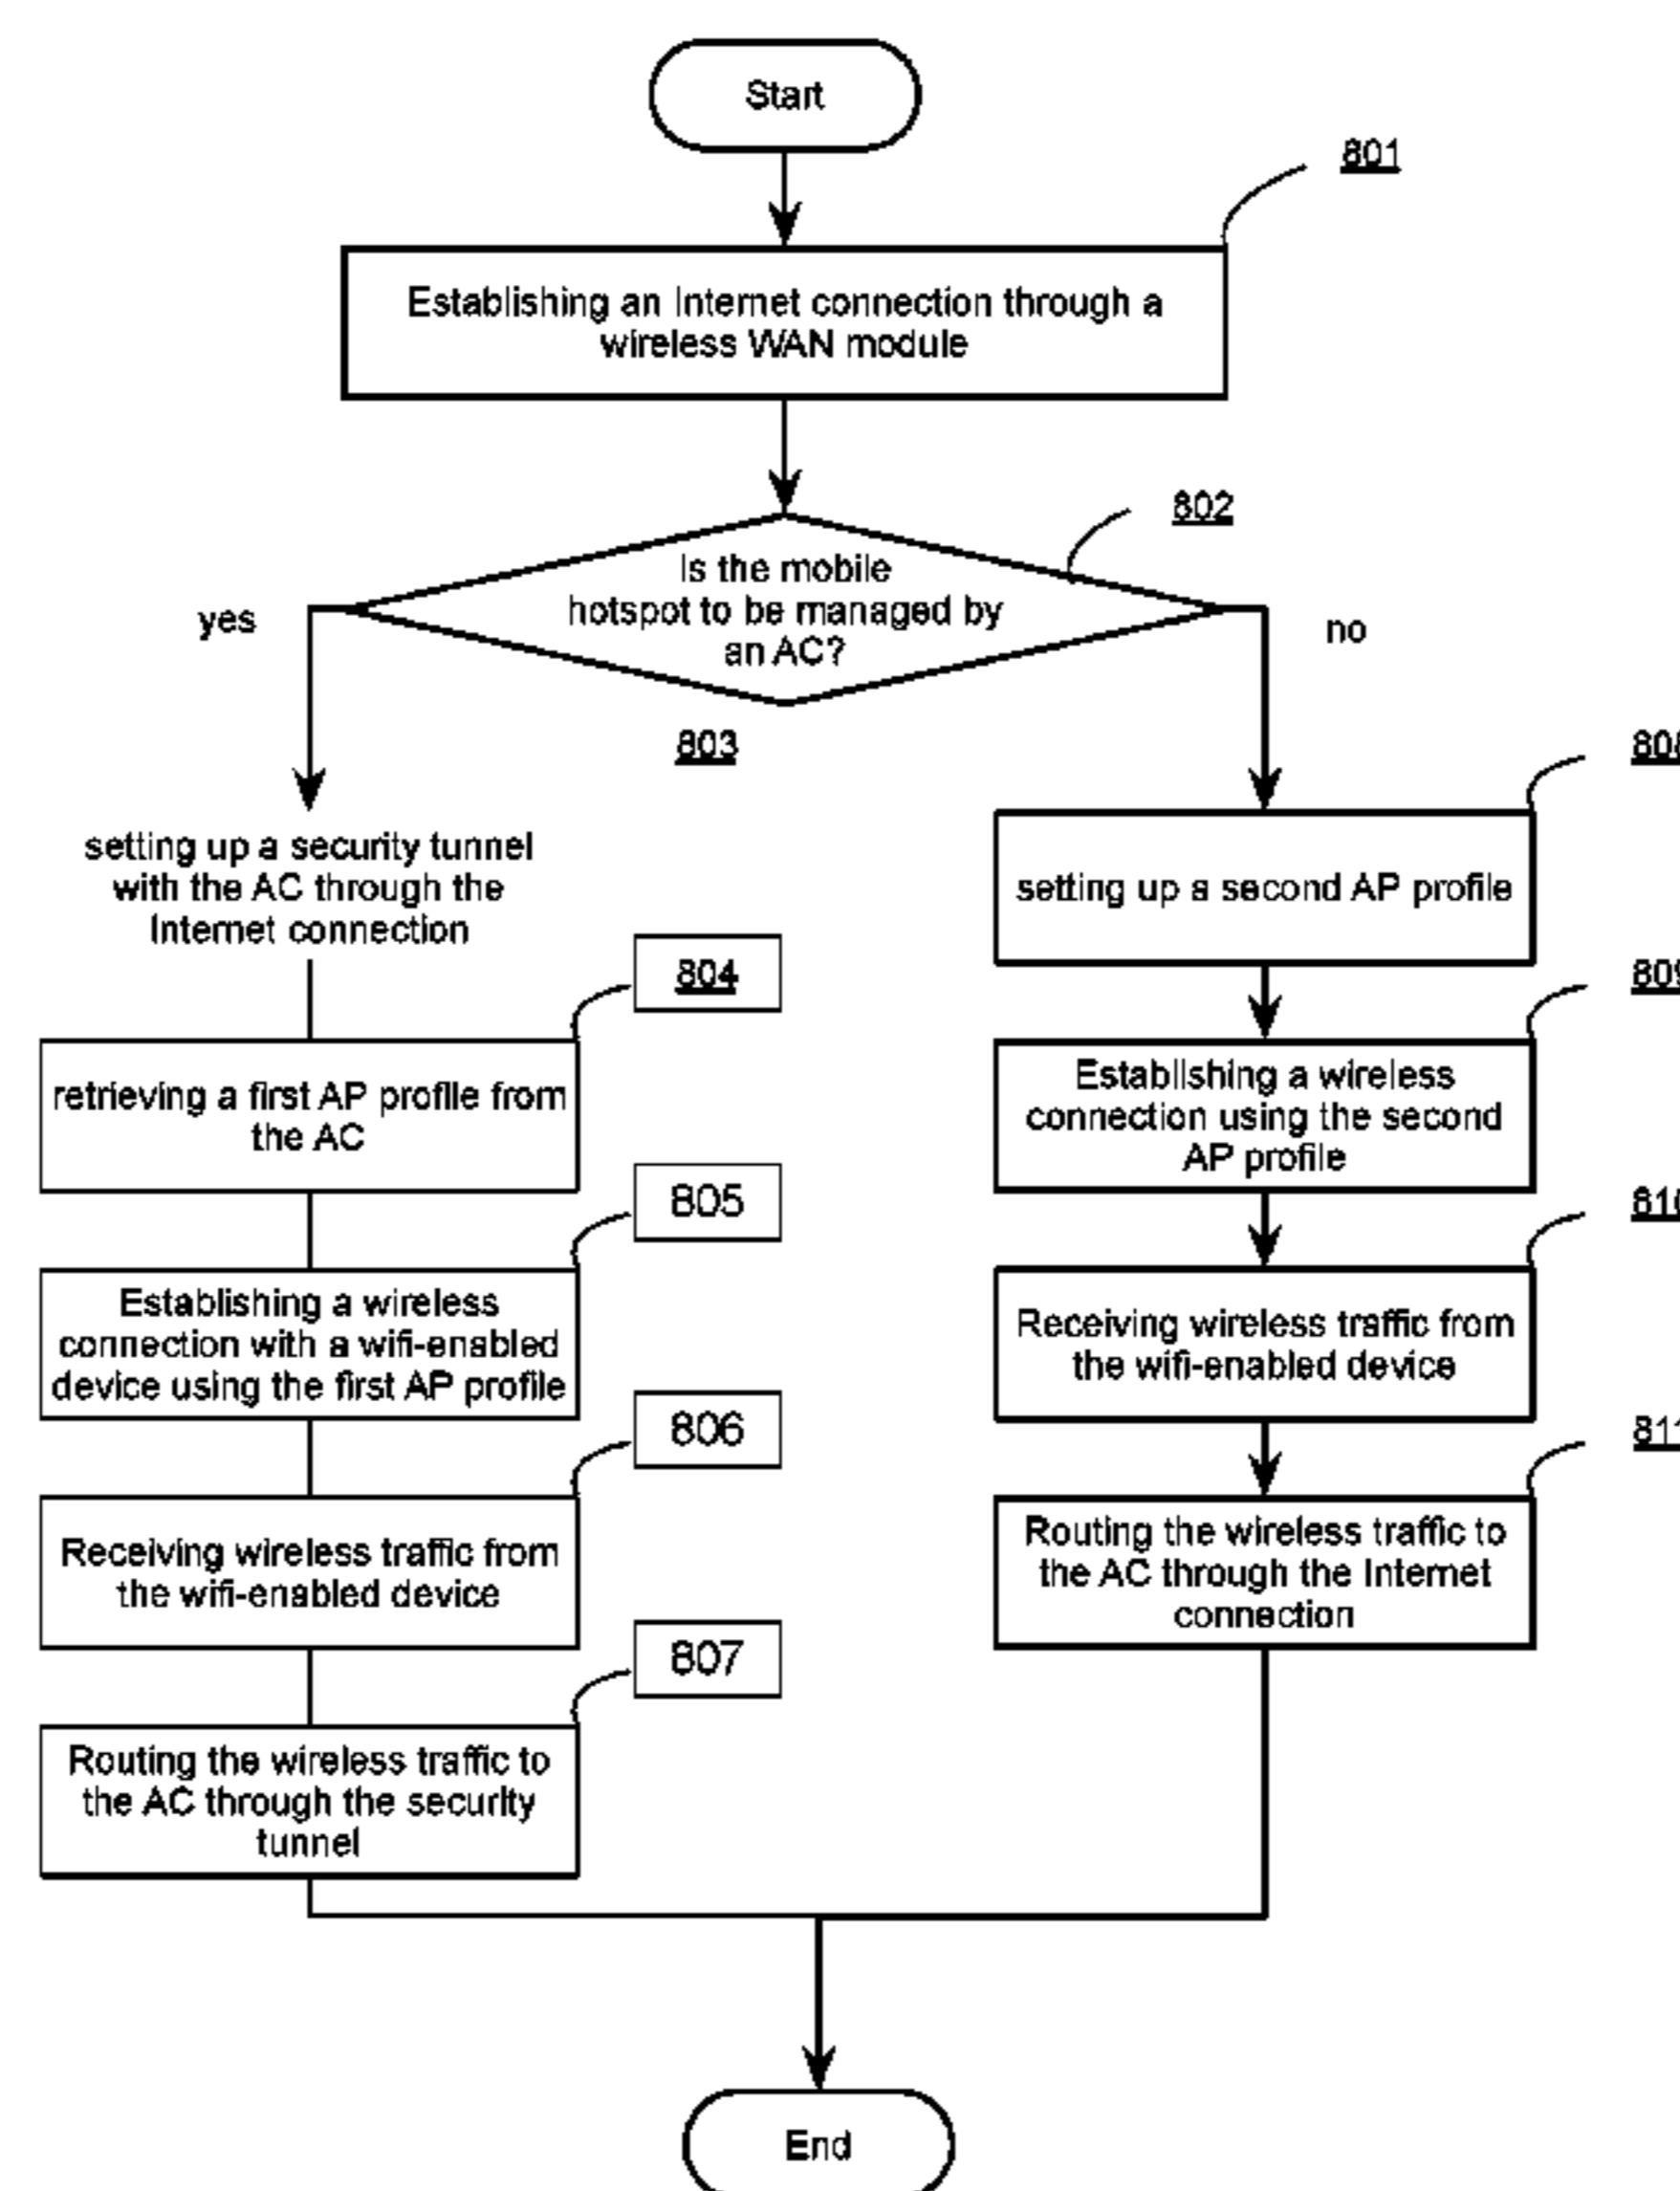 Start
801
Establishing an Internet connection through a
wireless WAN module
802
Is the mobile
hotspot to be managed by
an AC?
yes
no
803
setting up a security tunnel
with the AC through the
Internet connection
804
retrieving a first AP profile from
the AC
805
Establishing a wireless
connection with a wifi-enabled
device using the first AP profile
806
Receiving wireless traffic from
the wifi-enabled device
807
Routing the wireless traffic to
the AC through the security
tunnel
808
setting up a second AP profile
809
Establishing a wireless
connection using the second
AP profile
810
Receiving wireless traffic from
the wifi-enabled device
811
Routing the wireless traffic to
the AC through the Internet
connection
End